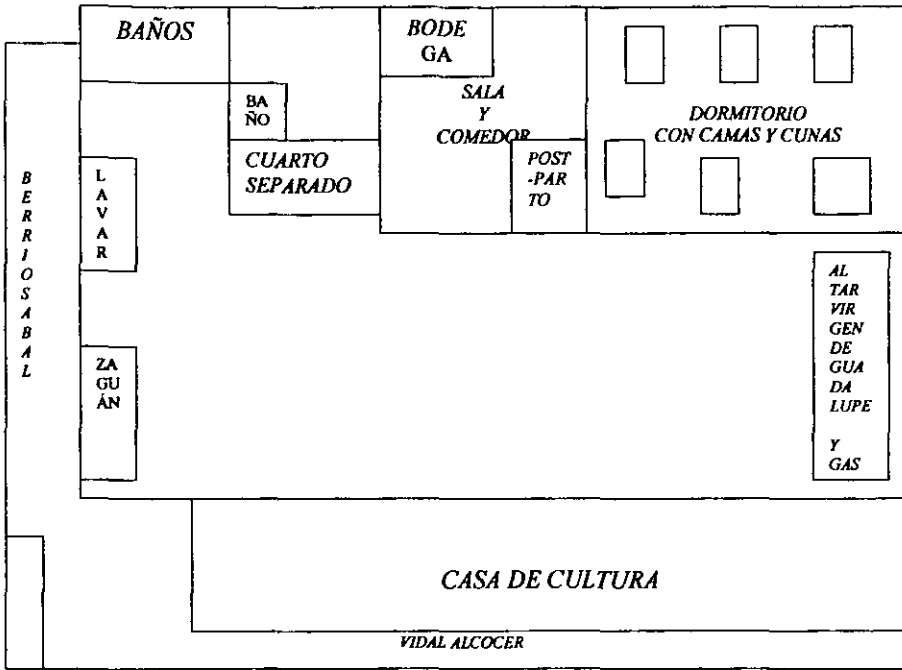 BAÑOS
BODE
GA
BA
ÑO
SALA
Y
COMEDOR
DORMITORIO
CON CAMAS Y CUNAS
CUARTO
SEPARADO
POST
-PAR
TO
B
E
R
R
I
O
S
A
B
A
L
L
A
V
A
R
ZA
GU
ÁN
AL
TAR
VIR
GEN
DE
GUA
DA
LUPE
Y
GAS
CASA DE CULTURA
VIDAL ALCOCER